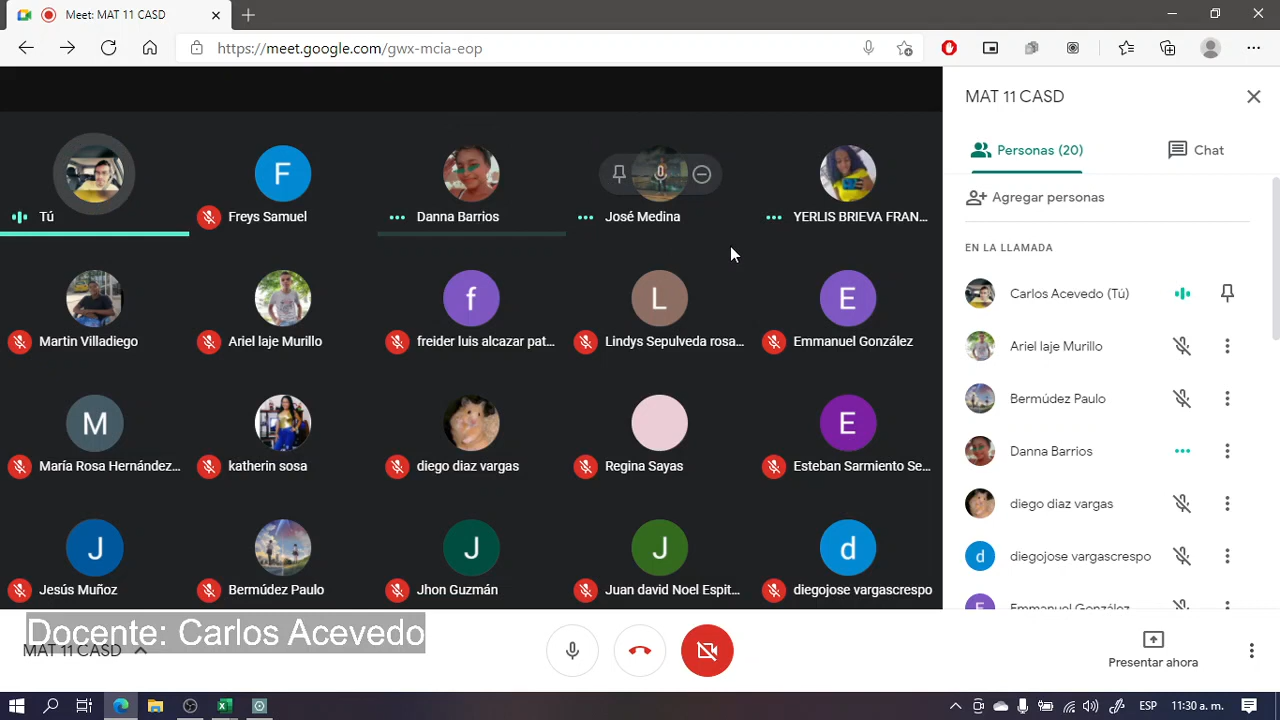 Meet: MAT 11 CASD
https://meet.google.com/gwx-mcia-eop
Tú
F
Freys Samuel
Danna Barrios
José Medina
YERLIS BRIEVA FRAN...
Martin Villadiego
Ariel laje Murillo
f
freider luis alcazar pat...
L
Lindys Sepulveda rosa...
E
Emmanuel González
M
María Rosa Hernández...
katherin sosa
diego diaz vargas
Regina Sayas
E
Esteban Sarmiento Se...
J
Jesús Muñoz
Bermúdez Paulo
J
Jhon Guzmán
J
Juan david Noel Espit...
d
diegojose vargascrespo
MAT 11 CASD
Personas (20)
Chat
Agregar personas
EN LA LLAMADA
Carlos Acevedo (Tú)
Ariel laje Murillo
Bermúdez Paulo
Danna Barrios
diego diaz vargas
d
diegojose vargascrespo
E
Emmanuel González
Docente: Carlos Acevedo
MAT 11 CASD
Presentar ahora
ESP
11:30 a. m.